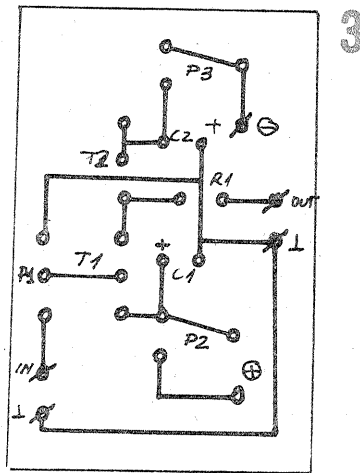 3
P3
+ ⊖
C2
T2
R1
OUT
+
⊥
P1 T1 C1
P2
IN
⊕
⊥